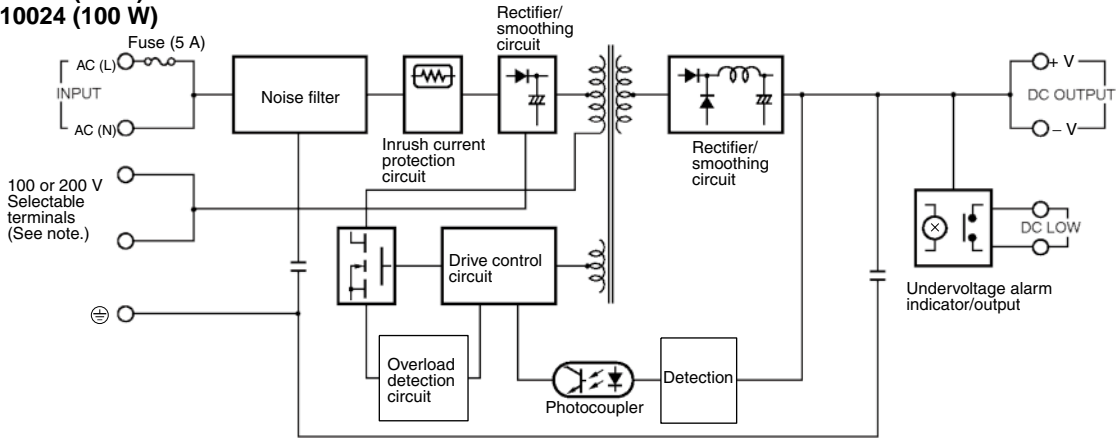 10024 (100 W)
Fuse (5 A)
AC (L)
INPUT
AC (N)
Noise filter
Inrush current
protection
circuit
Rectifier/
smoothing
circuit
Rectifier/
smoothing
circuit
+ V
DC OUTPUT
– V
100 or 200 V
Selectable
terminals
(See note.)
Drive control
circuit
DC LOW
Undervoltage alarm
indicator/output
Overload
detection
circuit
Photocoupler
Detection